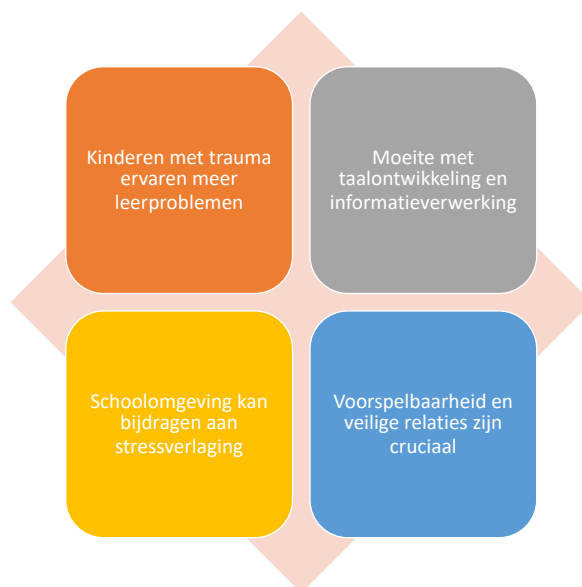 Kinderen met trauma
ervaren meer
leerproblemen
Moeite met
taalontwikkeling en
informatieverwerking
Schoolomgeving kan
bijdragen aan
stressverlaging
Voorspelbaarheid en
veilige relaties zijn
cruciaal